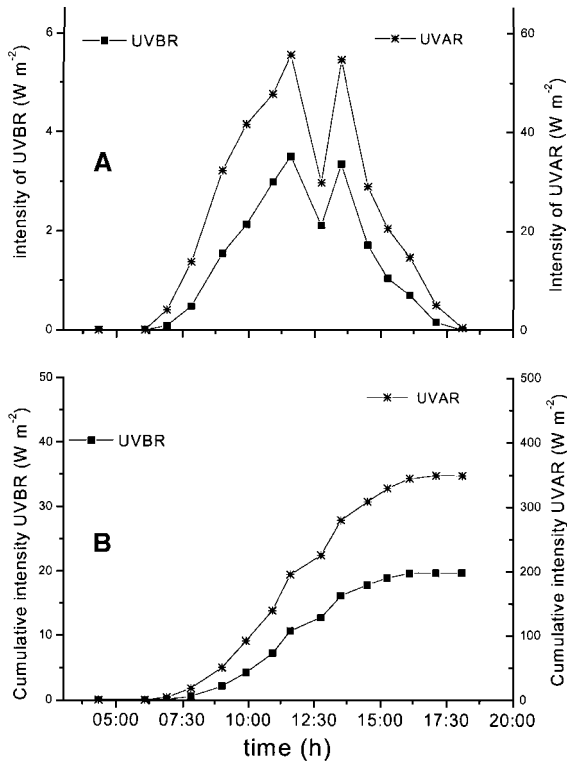 UVBR
UVAR
A
intensity of UVBR (W m-2)
6
4
2
0
Intensity of UVAR (W m-2)
60
40
20
0
UVAR
UVBR
B
Cumulative intensity UVBR (W m-2)
50
40
30
20
10
0
Cumulative intensity UVAR (W m-2)
500
400
300
200
100
0
05:00 07:30 10:00 12:30 15:00 17:30 20:00
time (h)